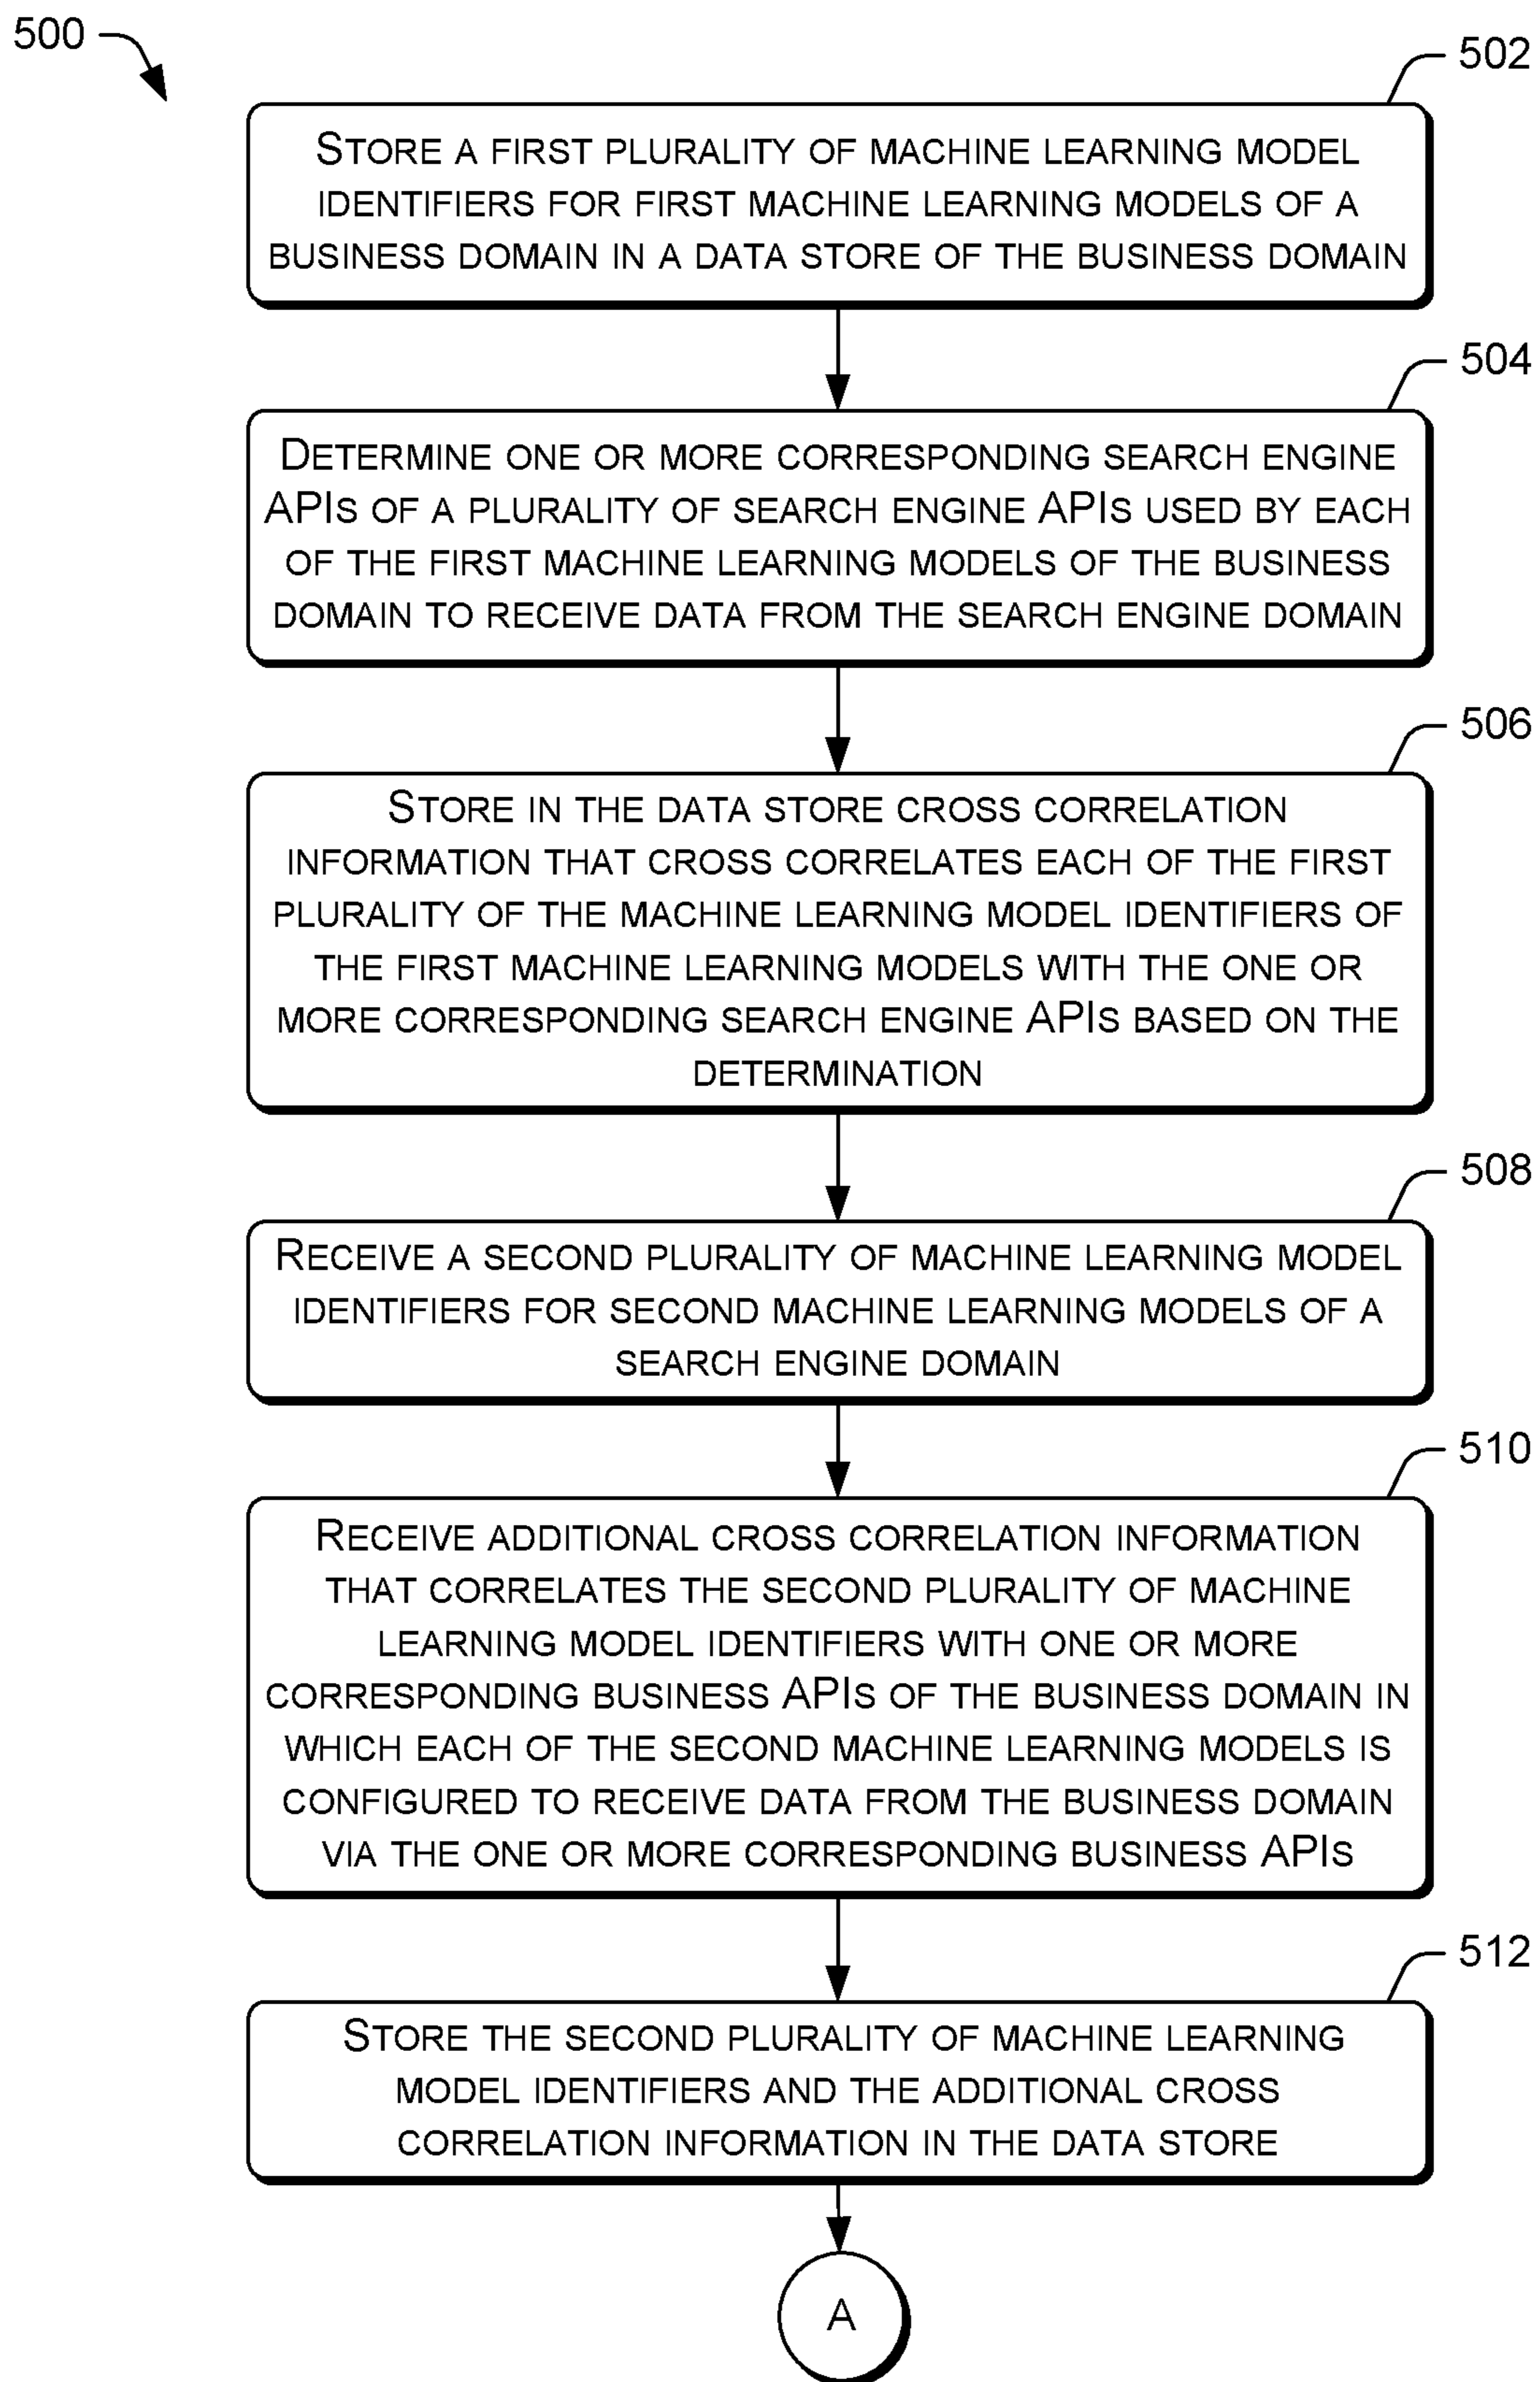 500
502
STORE A FIRST PLURALITY OF MACHINE LEARNING MODEL
IDENTIFIERS FOR FIRST MACHINE LEARNING MODELS OF A
BUSINESS DOMAIN IN A DATA STORE OF THE BUSINESS DOMAIN
504
DETERMINE ONE OR MORE CORRESPONDING SEARCH ENGINE
APIS OF A PLURALITY OF SEARCH ENGINE APIS USED BY EACH
OF THE FIRST MACHINE LEARNING MODELS OF THE BUSINESS
DOMAIN TO RECEIVE DATA FROM THE SEARCH ENGINE DOMAIN
506
STORE IN THE DATA STORE CROSS CORRELATION
INFORMATION THAT CROSS CORRELATES EACH OF THE FIRST
PLURALITY OF THE MACHINE LEARNING MODEL IDENTIFIERS OF
THE FIRST MACHINE LEARNING MODELS WITH THE ONE OR
MORE CORRESPONDING SEARCH ENGINE APIS BASED ON THE
DETERMINATION
508
RECEIVE A SECOND PLURALITY OF MACHINE LEARNING MODEL
IDENTIFIERS FOR SECOND MACHINE LEARNING MODELS OF A
SEARCH ENGINE DOMAIN
510
RECEIVE ADDITIONAL CROSS CORRELATION INFORMATION
THAT CORRELATES THE SECOND PLURALITY OF MACHINE
LEARNING MODEL IDENTIFIERS WITH ONE OR MORE
CORRESPONDING BUSINESS APIS OF THE BUSINESS DOMAIN IN
WHICH EACH OF THE SECOND MACHINE LEARNING MODELS IS
CONFIGURED TO RECEIVE DATA FROM THE BUSINESS DOMAIN
VIA THE ONE OR MORE CORRESPONDING BUSINESS APIS
512
STORE THE SECOND PLURALITY OF MACHINE LEARNING
MODEL IDENTIFIERS AND THE ADDITIONAL CROSS
CORRELATION INFORMATION IN THE DATA STORE
A